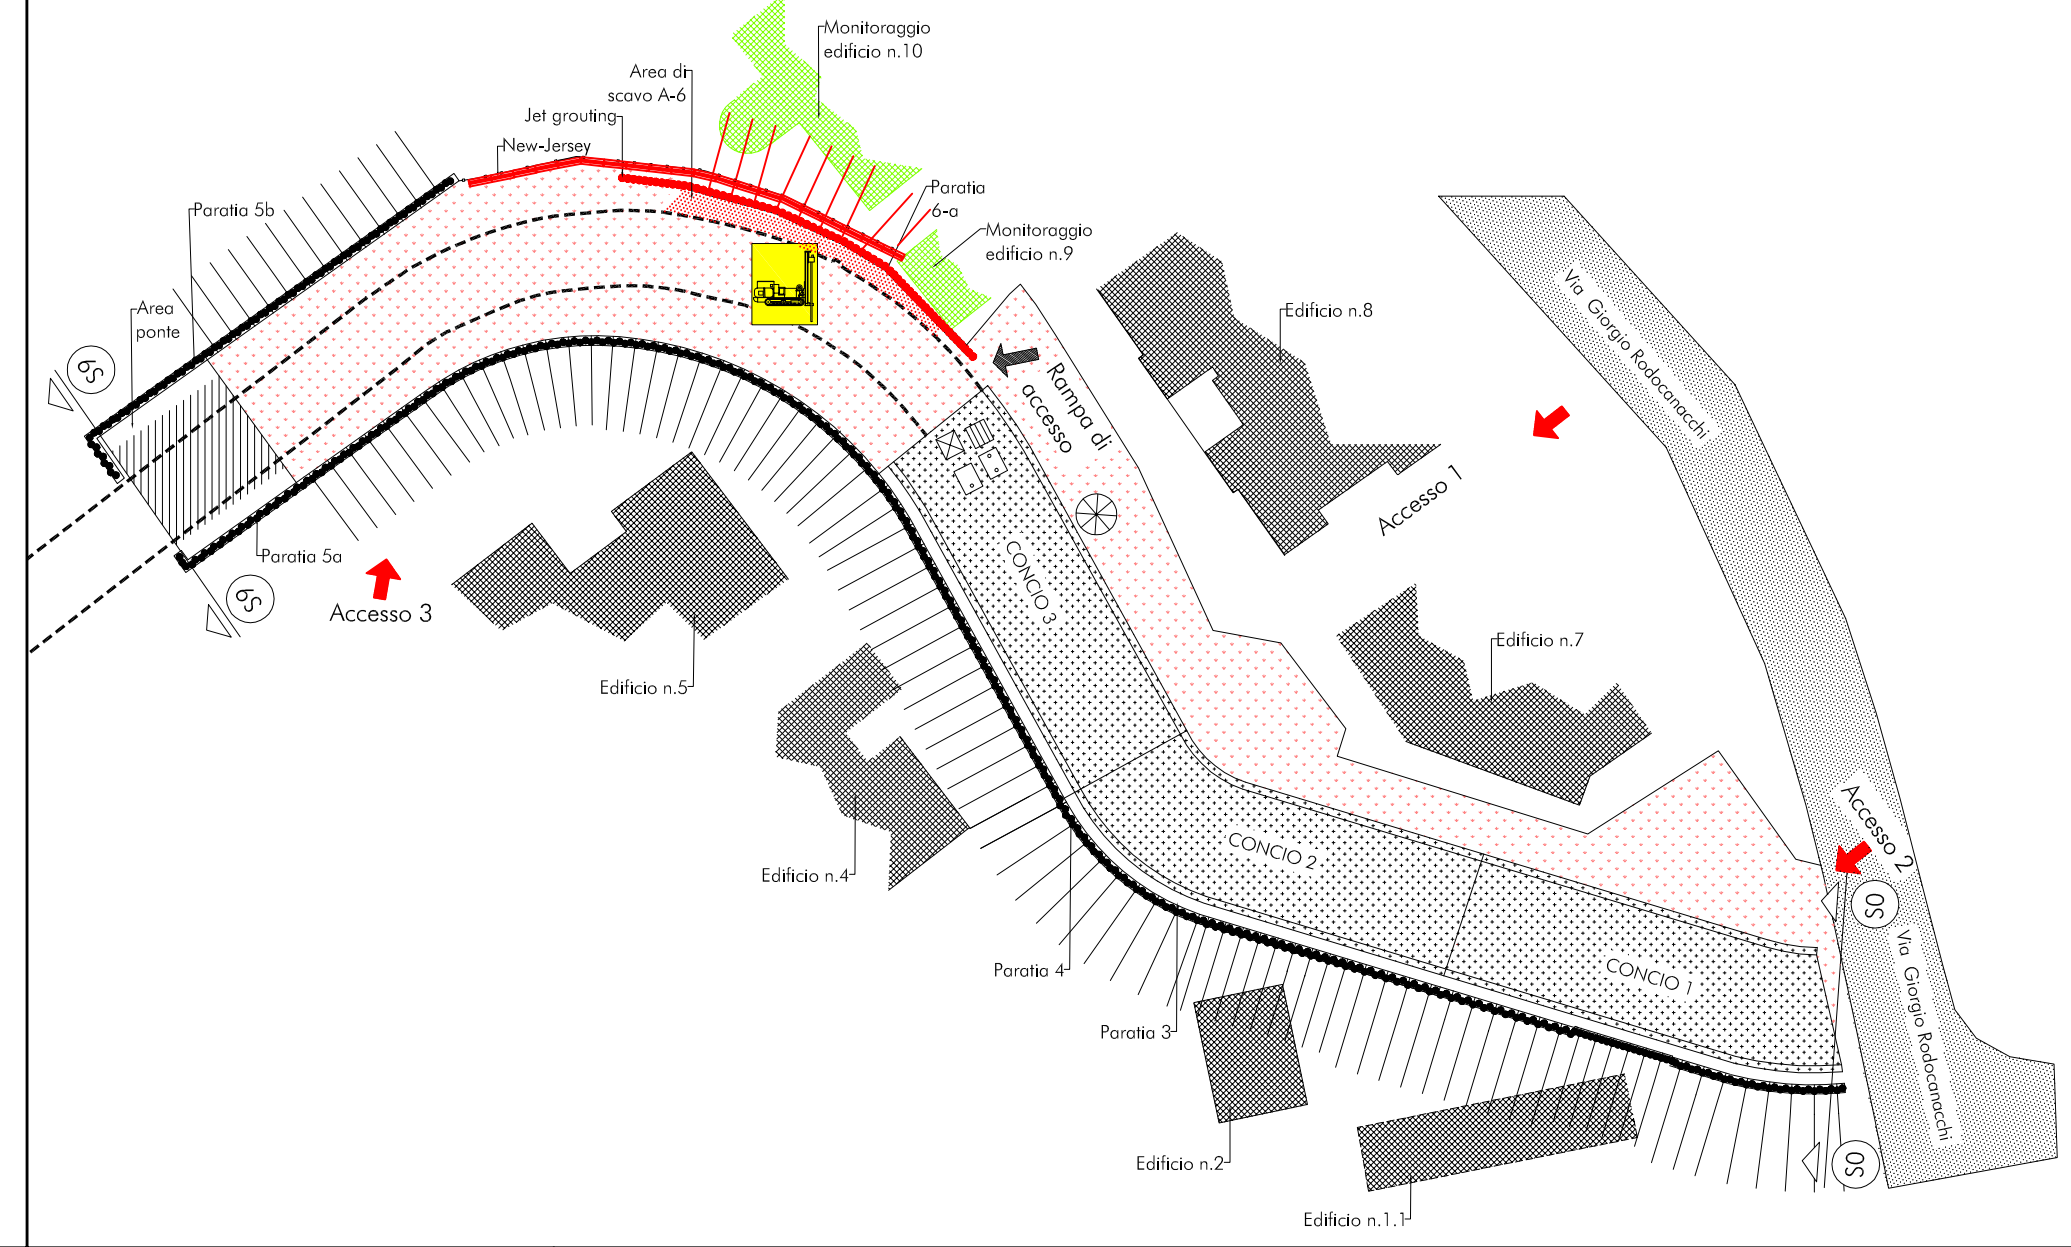 Monitoraggio
edificio n.10
Area di
scavo A-6
Jet grouting
New-Jersey
Paratia
6-a
Monitoraggio
edificio n.9
Paratia 5b
Area
ponte
S9
Edificio n.8
Via Giorgio Rodocanacchi
Rampa di
accesso
Accesso 1
Paratia 5a
S9
Accesso 3
CONCIO 3
Edificio n.7
Edificio n.5
Accesso 2
CONCIO 2
Edificio n.4
S0
CONCIO 1
Via Giorgio Rodocanacchi
Paratia 4
Paratia 3
Edificio n.2
S0
Edificio n.1.1